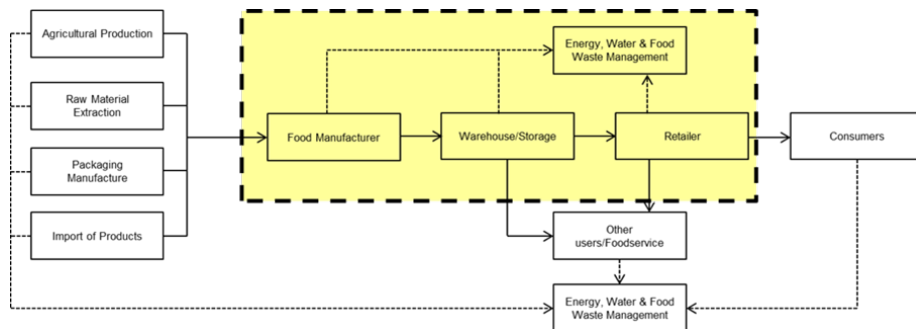 Agricultural Production
Raw Material
Extraction
Packaging
Manufacture
Import of Products
Energy, Water & Food
Waste Management
Food Manufacturer
Warehouse/Storage
Retailer
Consumers
Other
users/Foodservice
Energy, Water & Food
Waste Management